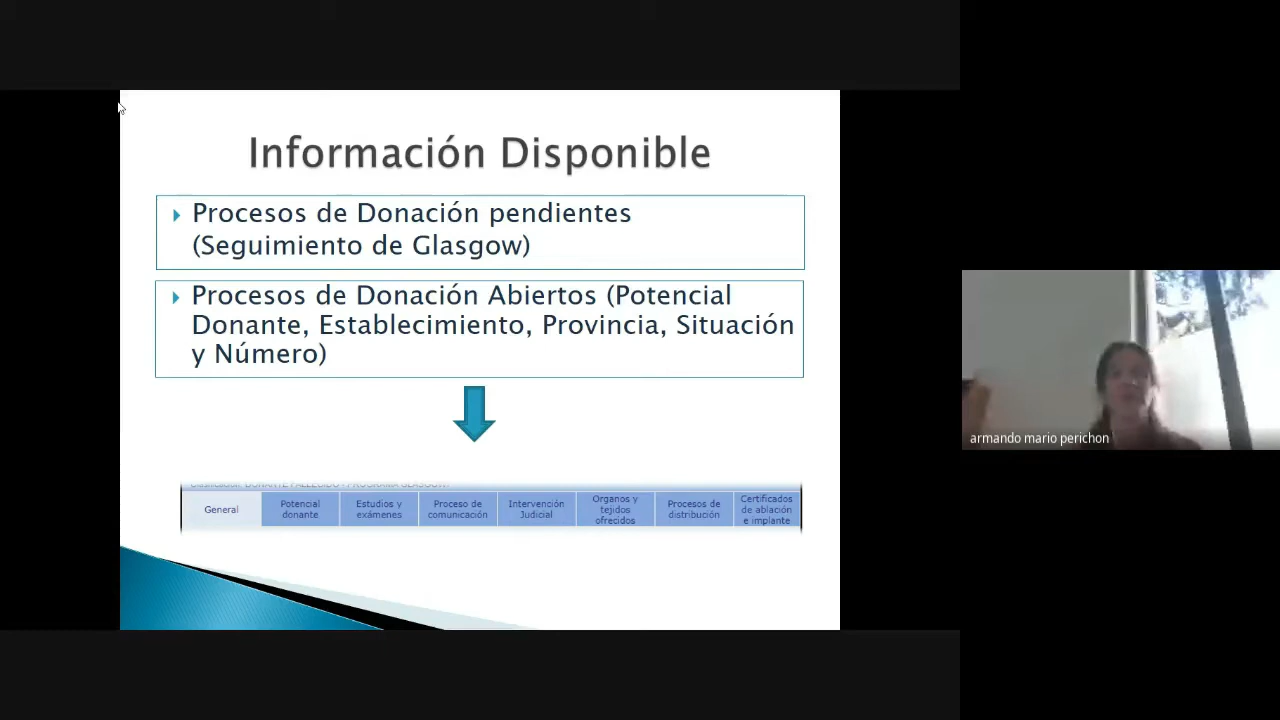 Información Disponible
Procesos de Donación pendientes
(Seguimiento de Glasgow)
Procesos de Donación Abiertos (Potencial
Donante, Establecimiento, Provincia, Situación
y Número)
General
Potencial
donante
Estudios y
exámenes
Proceso de
comunicación
Intervención
Judicial
Organos y
tejidos
ofrecidos
Procesos de
distribución
Certificados
de ablación
e implante
armando mario perichon